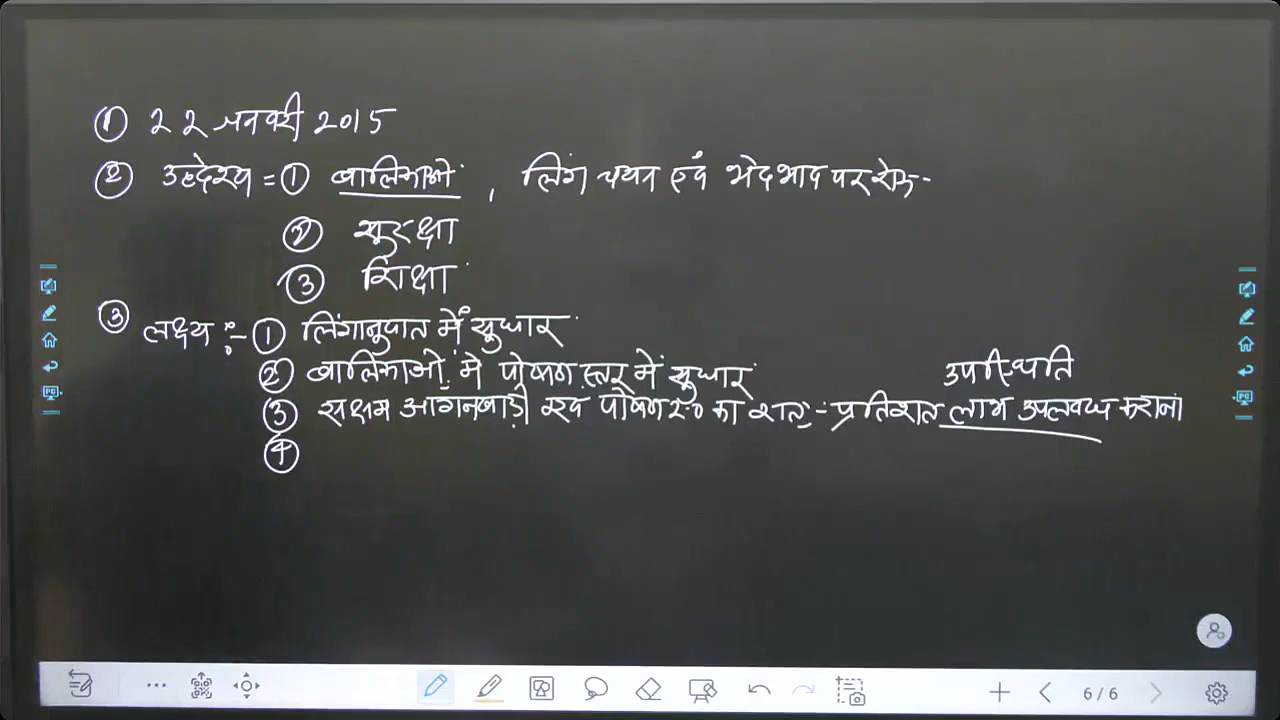 ① 22 जनवरी 2015
② उद्देश्य = ① बालिकाओं , लिंग चयन एवं भेदभाव पर रोक -
② सुरक्षा
③ शिक्षा
③ लक्ष्य :- ① लिंगानुपात में सुधार
② बालिकाओं में पोषण स्तर में सुधार
उपस्थिति
③ सक्षम आंगनबाड़ी एवं पोषण 2.0 का शत :- प्रतिशत लाभ उपलब्ध कराना
④
6 / 6